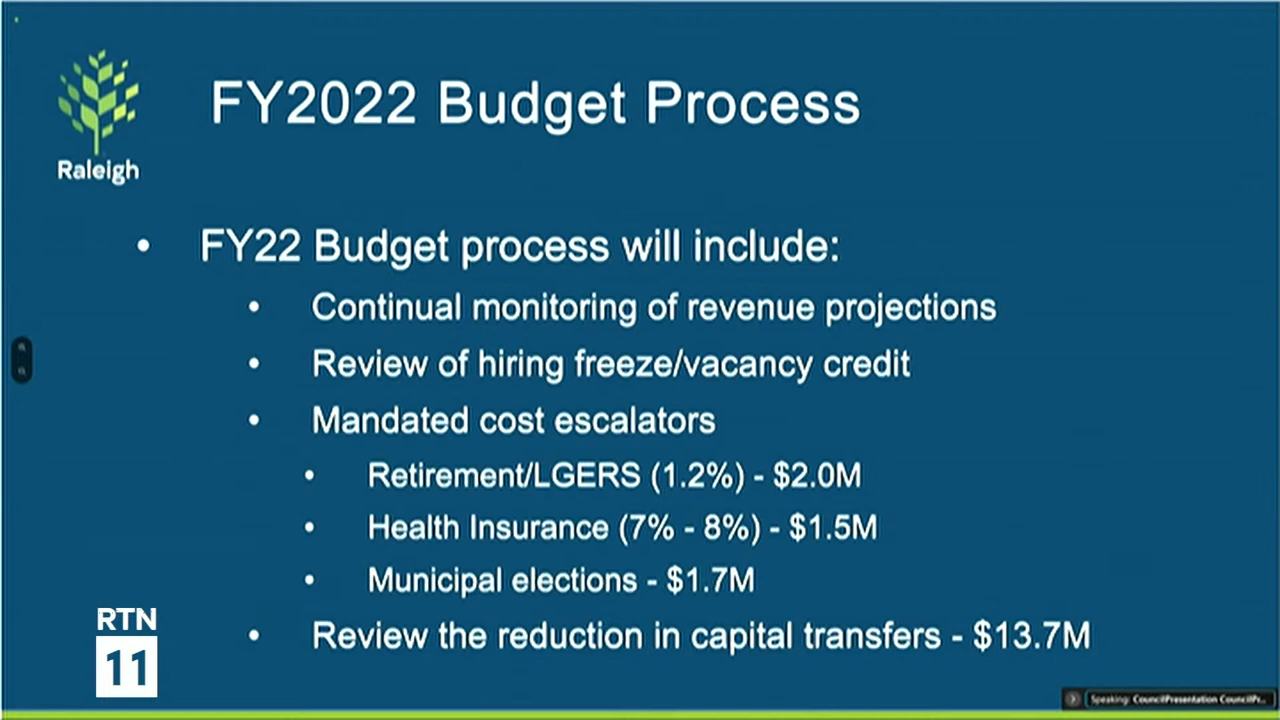 FY2022 Budget Process
Raleigh
• FY22 Budget process will include:
• Continual monitoring of revenue projections
• Review of hiring freeze/vacancy credit
• Mandated cost escalators
• Retirement/LGERS (1.2%) - $2.0M
• Health Insurance (7% - 8%) - $1.5M
• Municipal elections - $1.7M
• Review the reduction in capital transfers - $13.7M
RTN
11
Speaking: CouncilPresentation CouncilPr...